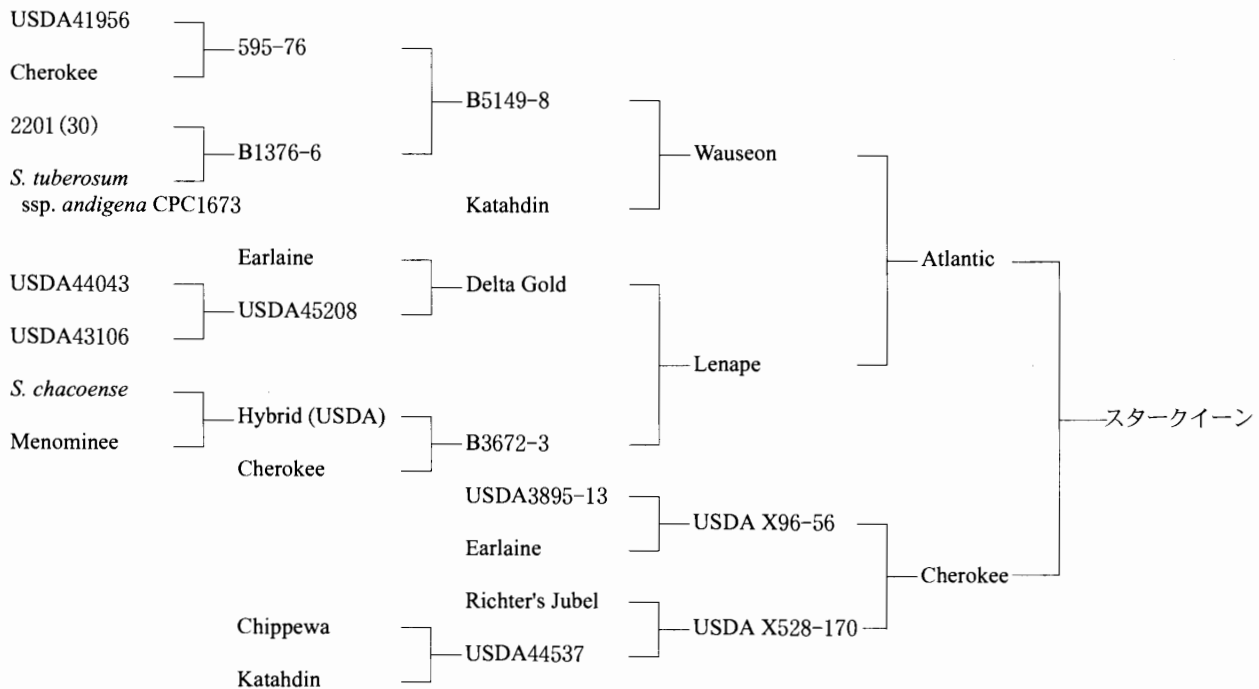 USDA41956
595-76
Cherokee
B5149-8
2201 (30)
B1376-6
Wauseon
S. tuberosum
ssp. andigena CPC1673
Katahdin
Earlaine
Atlantic
USDA44043
Delta Gold
USDA45208
USDA43106
Lenape
S. chacoense
Hybrid (USDA)
スタークイーン
Menominee
B3672-3
Cherokee
USDA3895-13
USDA X96-56
Earlaine
Cherokee
Richter's Jubel
Chippewa
USDA X528-170
USDA44537
Katahdin